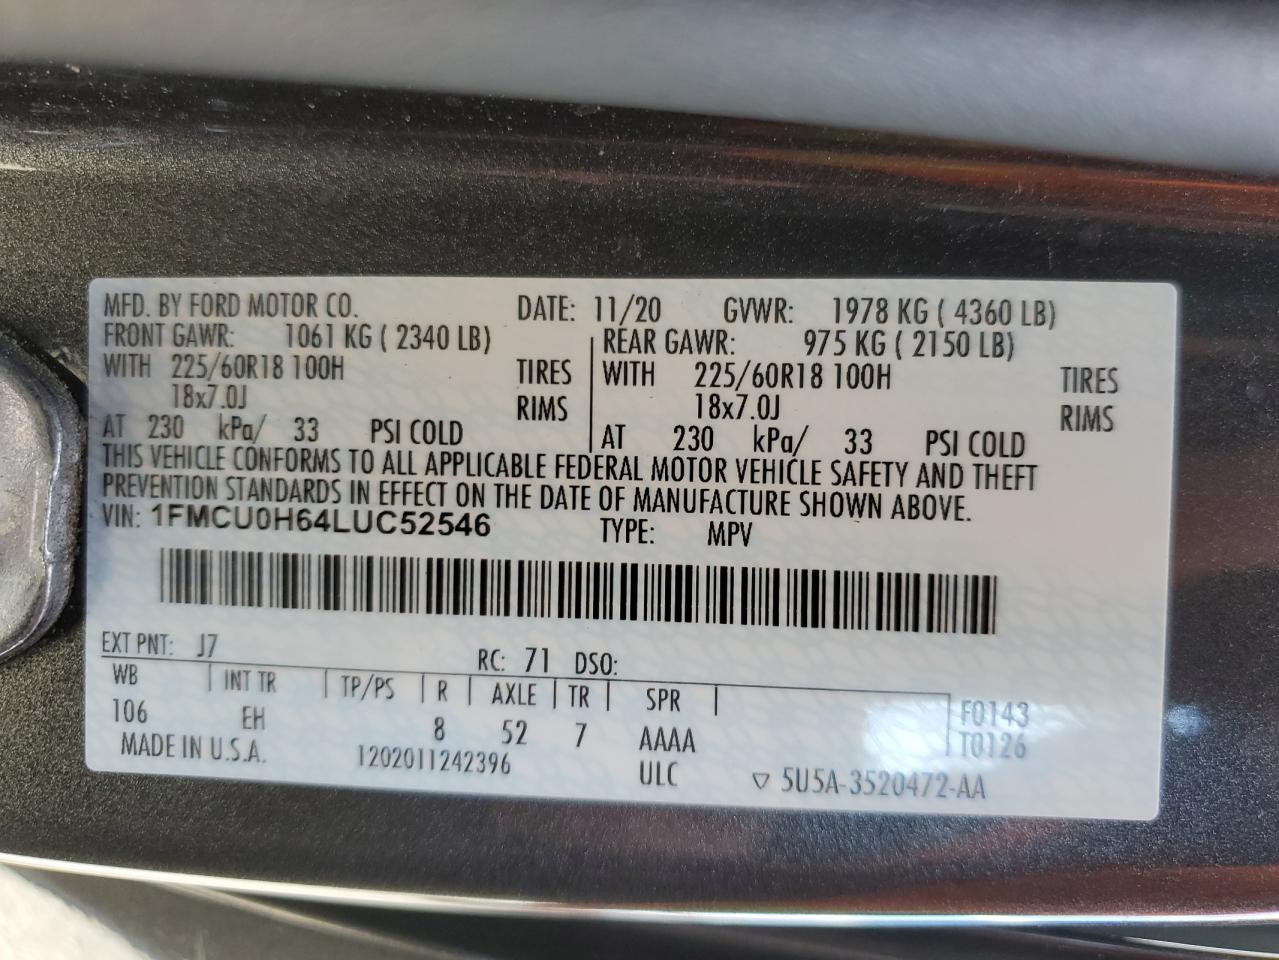 MFD. BY FORD MOTOR CO. DATE: 11/20 GVWR: 1978 KG ( 4360 LB)
FRONT GAWR: 1061 KG ( 2340 LB) REAR GAWR: 975 KG ( 2150 LB)
WITH 225/60R18 100H TIRES WITH 225/60R18 100H TIRES
18x7.0J RIMS 18x7.0J RIMS
AT 230 kPa/ 33 PSI COLD AT 230 kPa/ 33 PSI COLD
THIS VEHICLE CONFORMS TO ALL APPLICABLE FEDERAL MOTOR VEHICLE SAFETY AND THEFT
PREVENTION STANDARDS IN EFFECT ON THE DATE OF MANUFACTURE SHOWN ABOVE.
VIN: 1FMCU0H64LUC52546 TYPE: MPV
EXT PNT: J7 RC: 71 DSO:
WB INT TR TP/PS R AXLE TR SPR F0143
106 EH 8 52 7 AAAA T0126
MADE IN U.S.A. 1202011242396 ULC ▽ 5U5A-3520472-AA